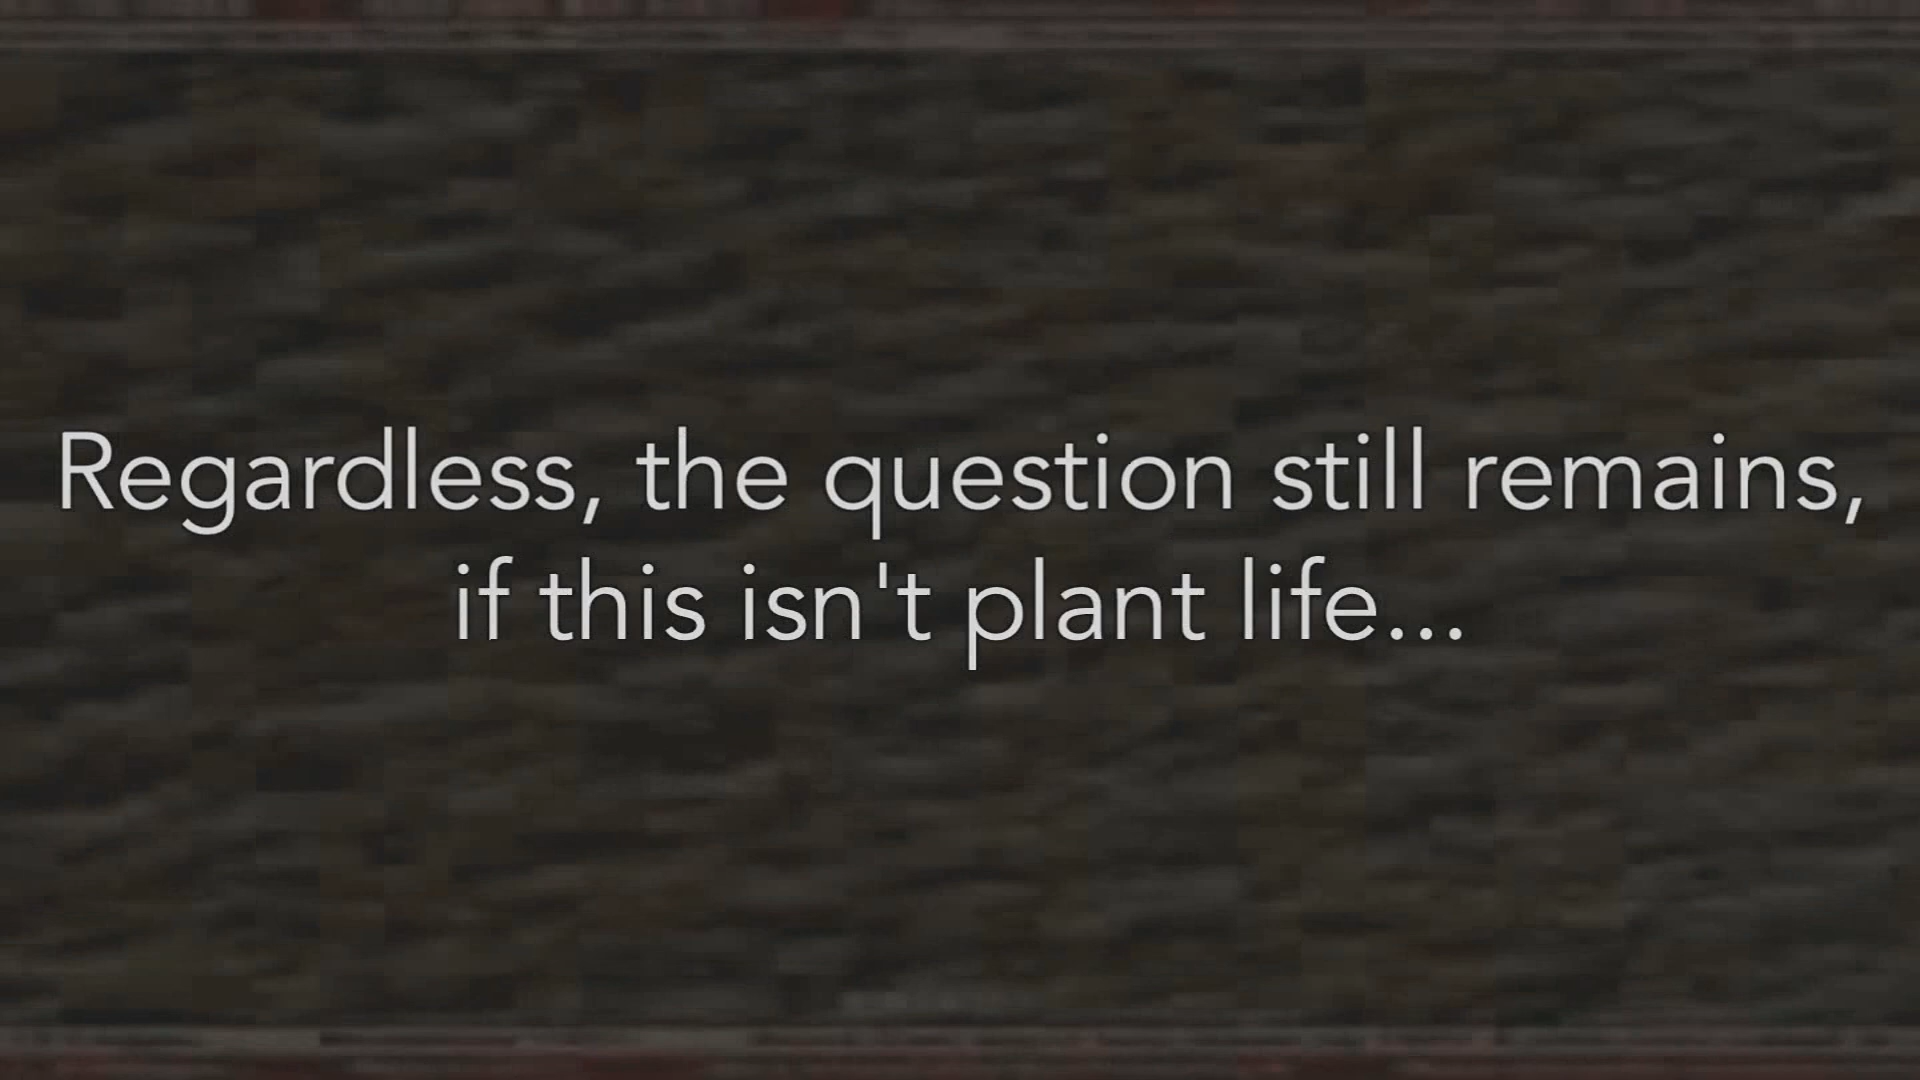 Regardless, the question still remains,
if this isn't plant life...